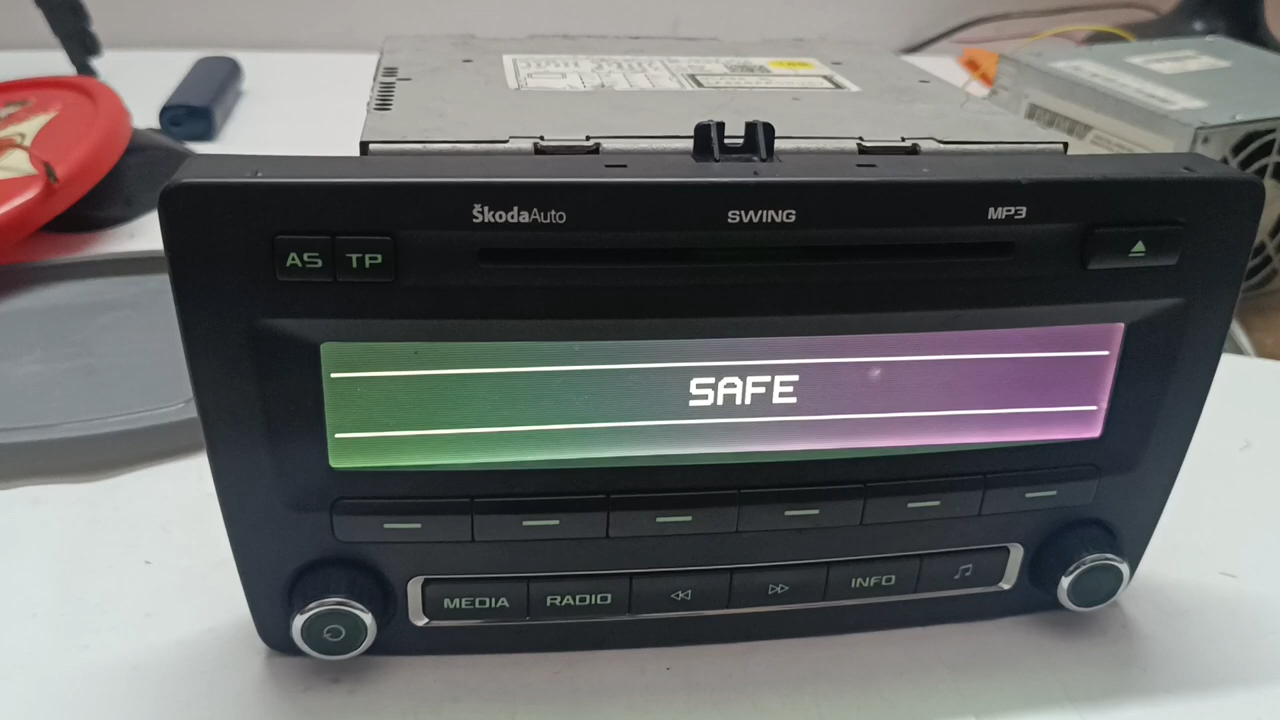 ŠkodaAuto
SWING
MP3
AS
TP
SAFE
MEDIA
RADIO
INFO